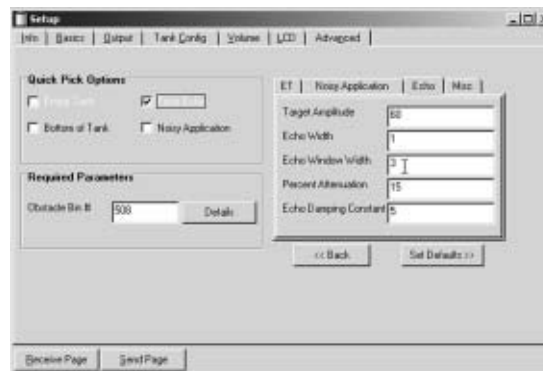 Setup
Info Basics Output Tank Config Volume LCD Advanced
Quick Pick Options
Empty Tank
Bottom of Tank Noisy Application
Required Parameters
Obstacle Bin # 508 Details
ET Noisy Application Echo Misc
Target Amplitude 60
Echo Width 1
Echo Window Width 3
Percent Attenuation 15
Echo Damping Constant 5
<< Back Set Defaults >>
Receive Page Send Page